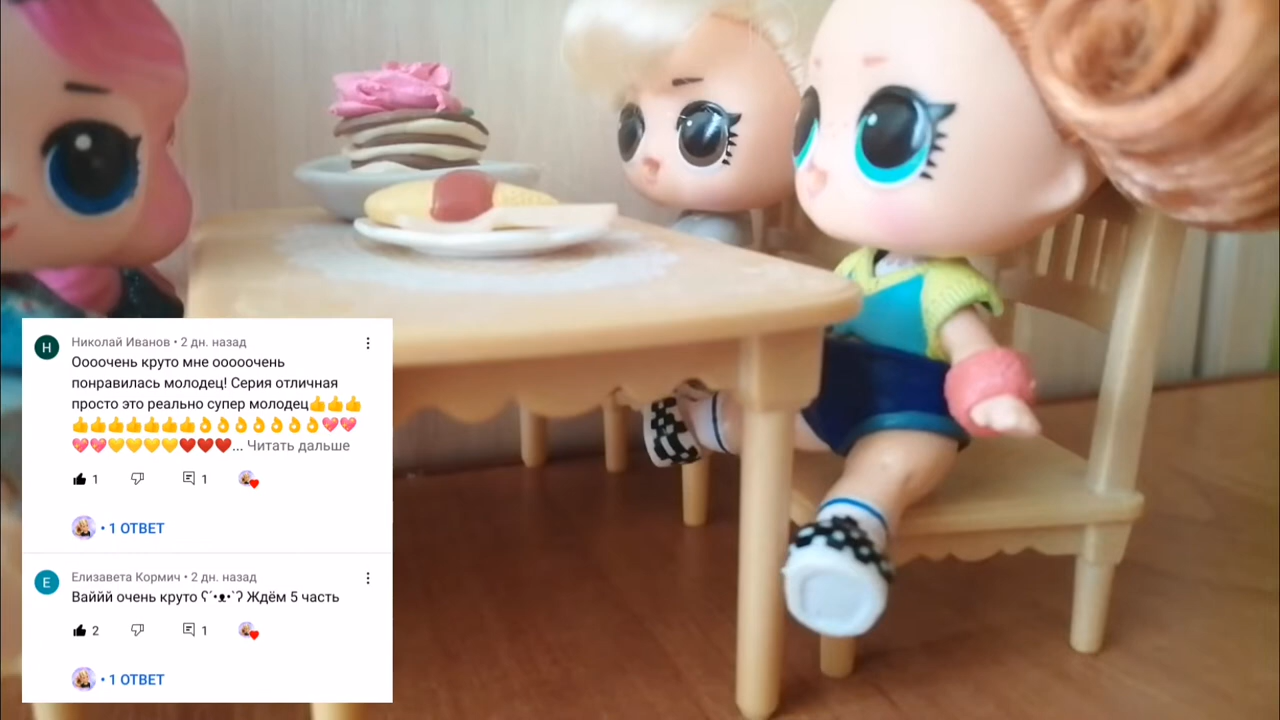 Николай Иванов • 2 дн. назад
Н
Оооочень круто мне ооооочень
понравилась молодец! Серия отличная
просто это реально супер молодец👍👍👍
👍👍👍👍👍👍👍👌👌👌👌👌👌👌💖💖
💖💖💛💛💛💛❤️❤️❤️... Читать дальше
1 1
• 1 ОТВЕТ
Елизавета Кормич • 2 дн. назад
Е
Ваййй очень круто ʕ´•ᴥ•`ʔ Ждём 5 часть
2 1
• 1 ОТВЕТ